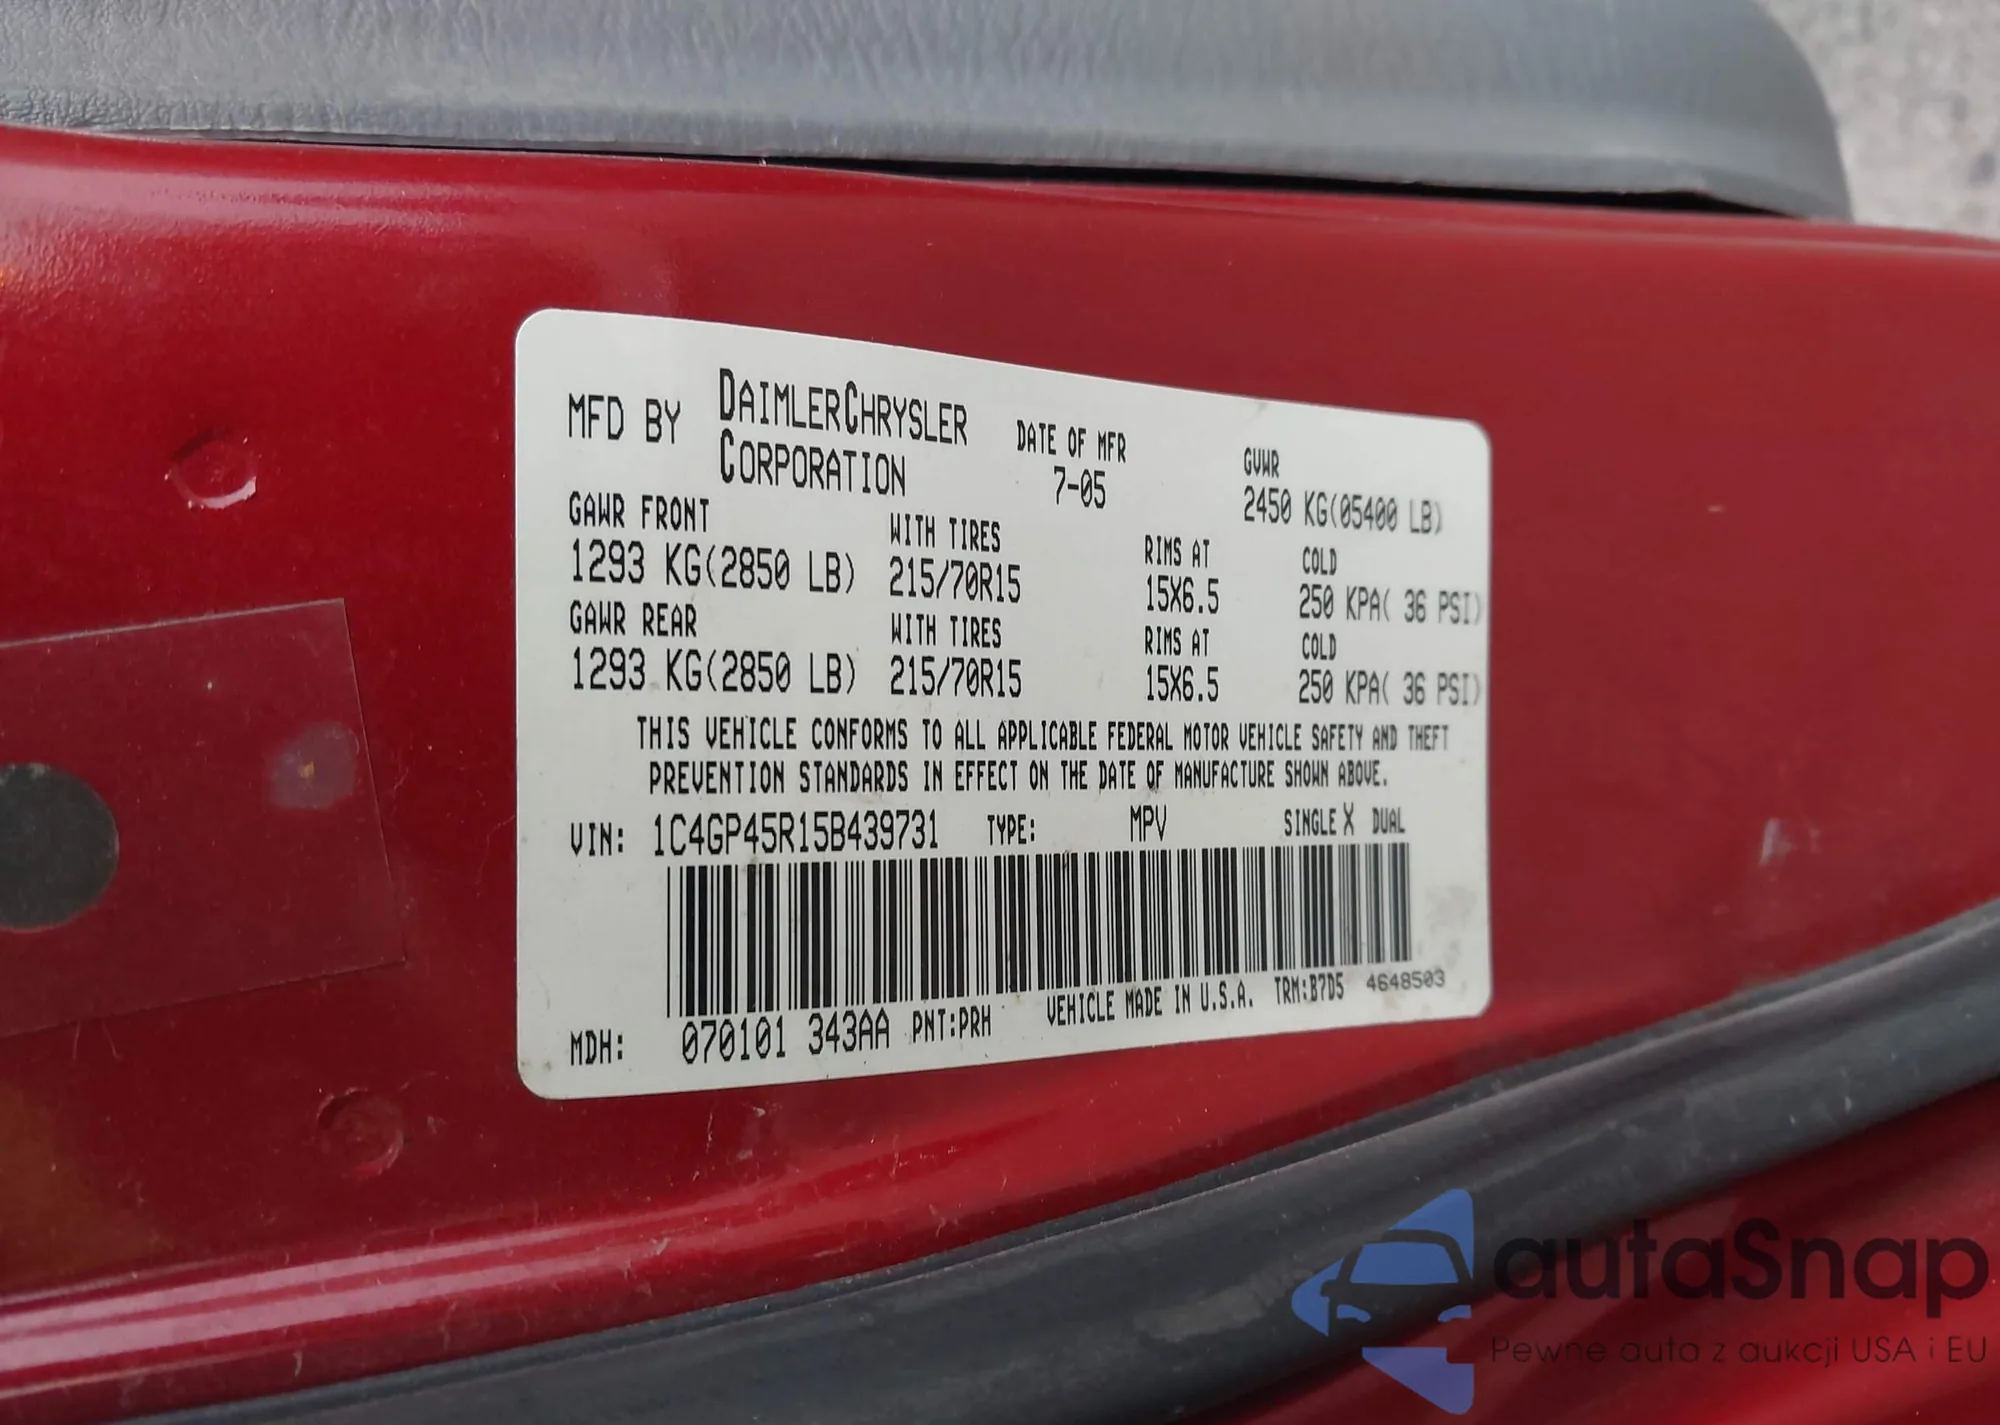 MFD BY DAIMLERCHRYSLER CORPORATION
DATE OF MFR
7-05
GVWR
2450 KG(05400 LB)
GAWR FRONT WITH TIRES RIMS AT COLD
1293 KG(2850 LB) 215/70R15 15X6.5 250 KPA( 36 PSI)
GAWR REAR WITH TIRES RIMS AT COLD
1293 KG(2850 LB) 215/70R15 15X6.5 250 KPA( 36 PSI)
THIS VEHICLE CONFORMS TO ALL APPLICABLE FEDERAL MOTOR VEHICLE SAFETY AND THEFT
PREVENTION STANDARDS IN EFFECT ON THE DATE OF MANUFACTURE SHOWN ABOVE.
VIN: 1C4GP45R15B439731 TYPE: MPV SINGLE X DUAL
MDH: 070101 343AA PNT:PRH VEHICLE MADE IN U.S.A. TRM:B7D5 4648503
autaSnap
Pewne auta z aukcji USA i EU